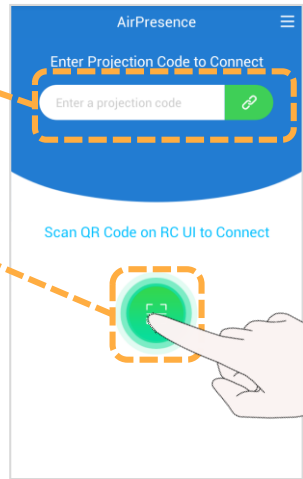 AirPresence
Enter Projection Code to Connect
Enter a projection code
Scan QR Code on RC UI to Connect